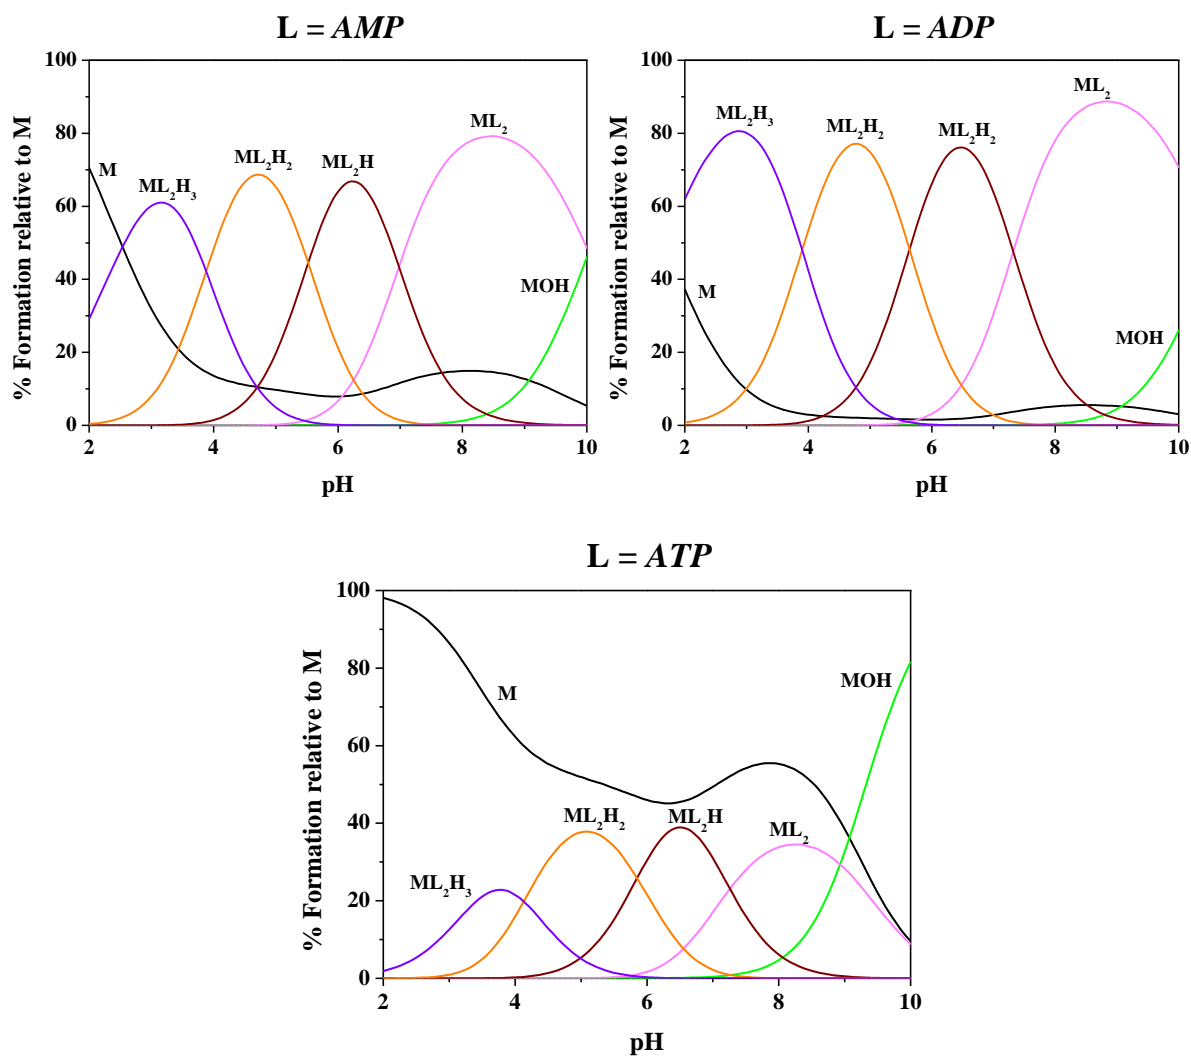 L = AMP
% Formation relative to M
100
80
60
40
20
0
M
ML₂H₃
ML₂H₂
ML₂H
ML₂
MOH
2
4
6
8
10
pH
L = ADP
% Formation relative to M
100
80
60
40
20
0
M
ML₂H₃
ML₂H₂
ML₂H₂
ML₂
MOH
2
4
6
8
10
pH
L = ATP
% Formation relative to M
100
80
60
40
20
0
M
ML₂H₃
ML₂H₂
ML₂H
ML₂
MOH
2
4
6
8
10
pH